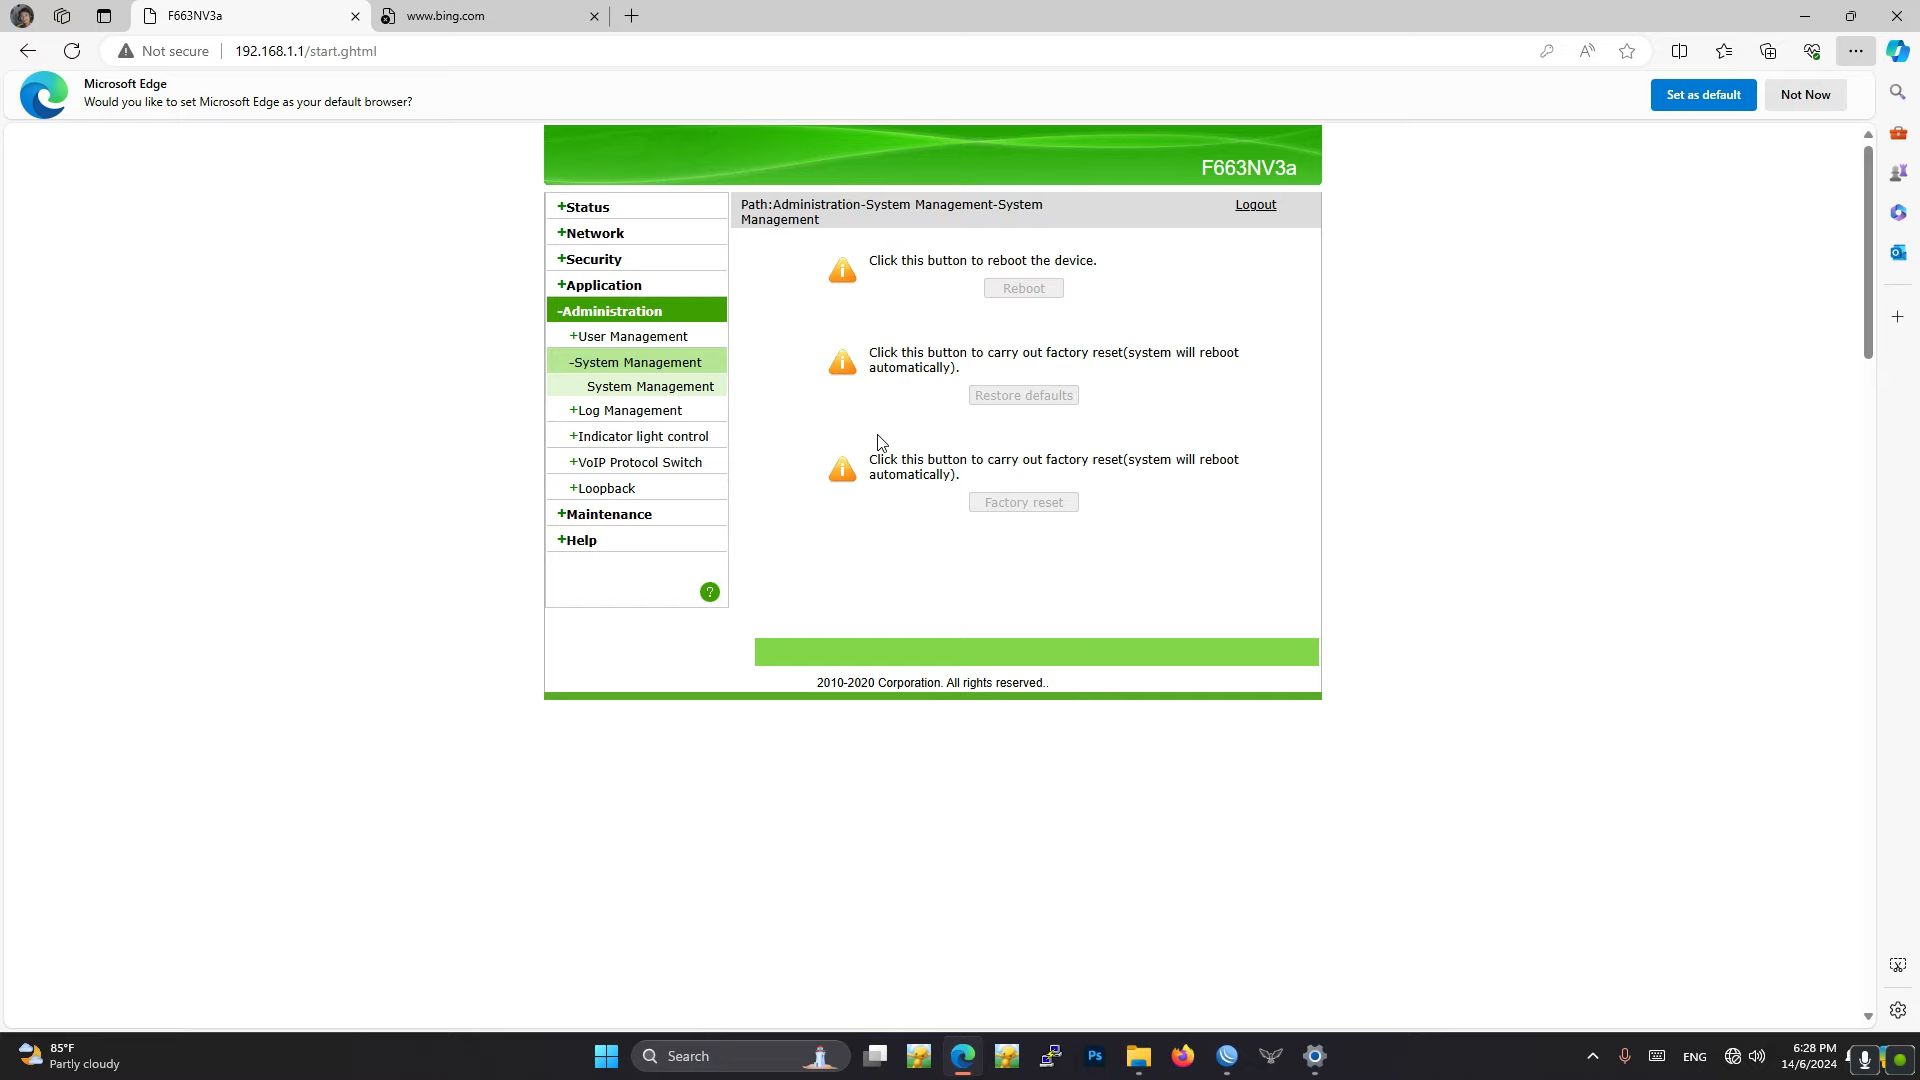 F663NV3a
www.bing.com
Not secure
192.168.1.1/start.ghtml
Microsoft Edge
Would you like to set Microsoft Edge as your default browser?
Set as default
Not Now
F663NV3a
+Status
+Network
+Security
+Application
-Administration
+User Management
-System Management
System Management
+Log Management
+Indicator light control
+VoIP Protocol Switch
+Loopback
+Maintenance
+Help
?
Path:Administration-System Management-System
Management
Logout
Click this button to reboot the device.
Reboot
Click this button to carry out factory reset(system will reboot
automatically).
Restore defaults
Click this button to carry out factory reset(system will reboot
automatically).
Factory reset
2010-2020 Corporation. All rights reserved..
85°F
Partly cloudy
Search
Ps
ENG
6:28 PM
14/6/2024